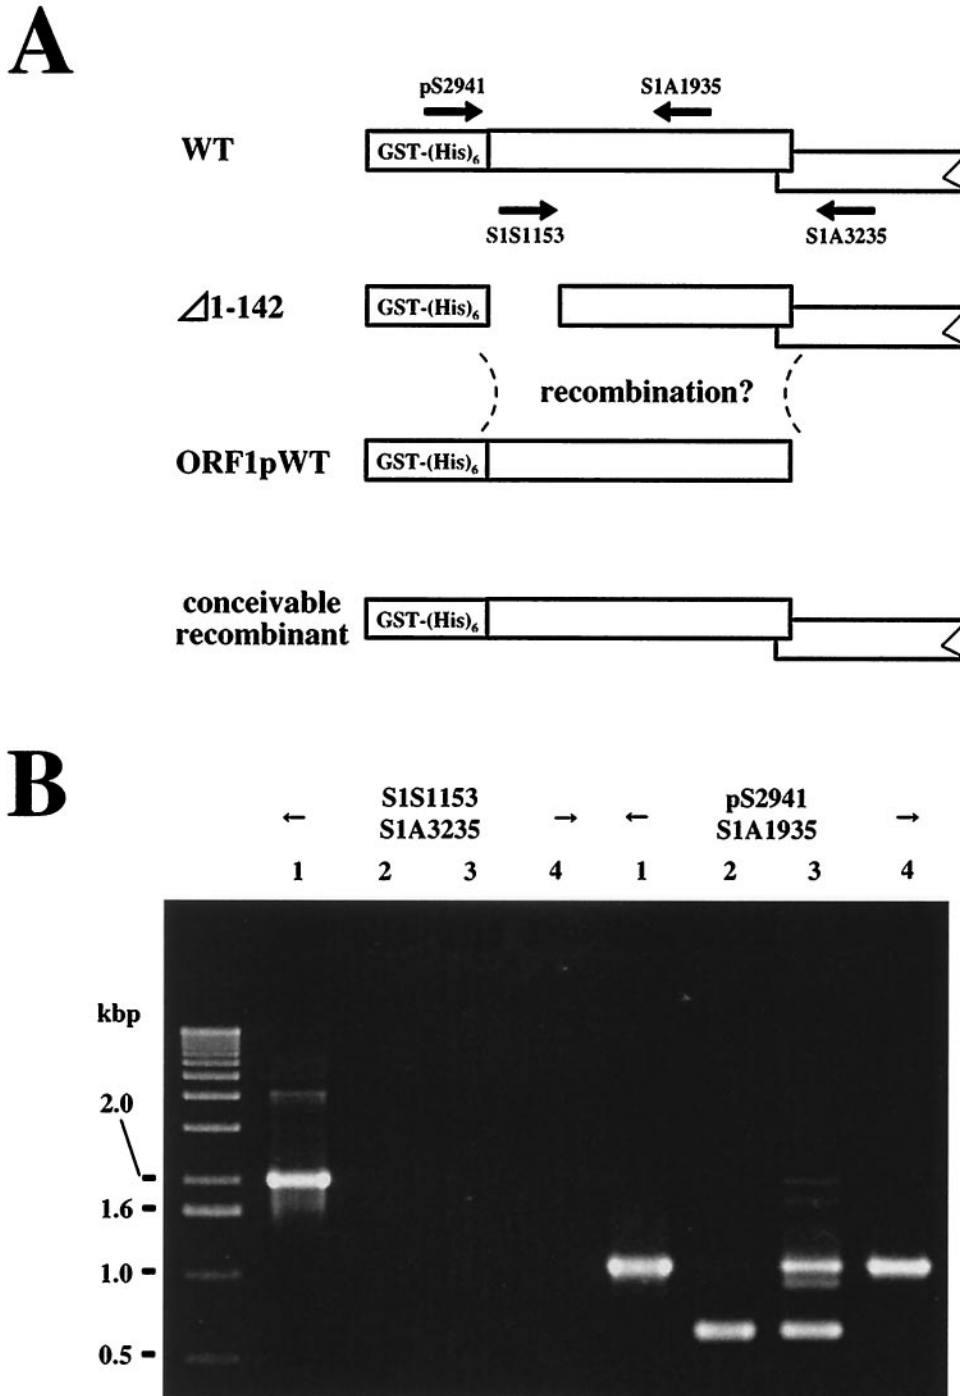 A
pS2941 S1A1935
WT GST-(His)6
S1S1153 S1A3235
⊿1-142 GST-(His)6
recombination?
ORF1pWT GST-(His)6
conceivable
recombinant GST-(His)6
B
← S1S1153 → ← pS2941 →
S1A3235 S1A1935
1 2 3 4 1 2 3 4
kbp
2.0
1.6
1.0
0.5